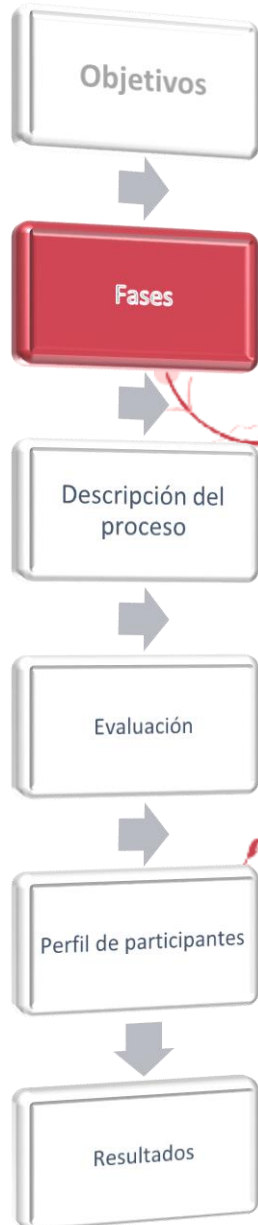 Objetivos
Fases
Descripción del
proceso
Evaluación
Perfil de participantes
Resultados